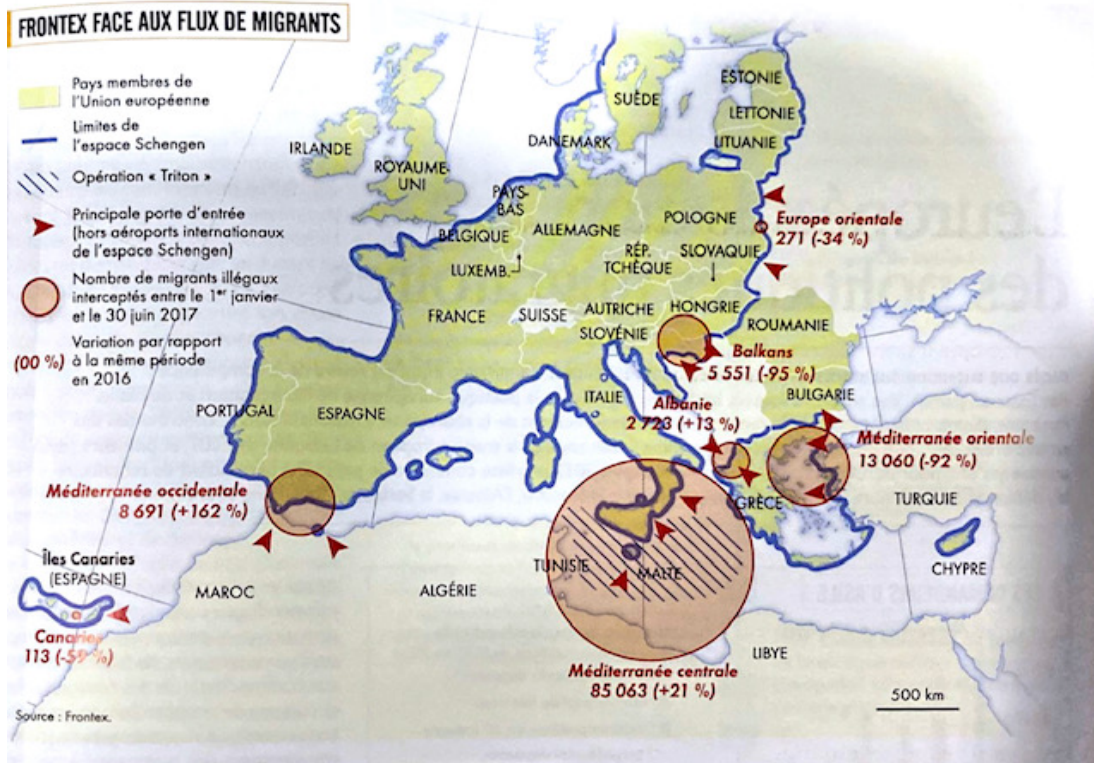 FRONTEX FACE AUX FLUX DE MIGRANTS
Pays membres de
l'Union européenne
Limites de
l'espace Schengen
Opération « Triton »
Principale porte d'entrée
(hors aéroports internationaux
de l'espace Schengen)
Nombre de migrants illégaux
interceptés entre le 1er janvier
et le 30 juin 2017
(00 %)
Variation par rapport
à la même période
en 2016
ESTONIE
SUÈDE
LETTONIE
DANEMARK
LITUANIE
IRLANDE
ROYAUME-
UNI
PAYS-
BAS
POLOGNE
Europe orientale
271 (-34 %)
BELGIQUE
ALLEMAGNE
LUXEMB.
RÉP.
TCHÈQUE
SLOVAQUIE
FRANCE
SUISSE
AUTRICHE
HONGRIE
SLOVÉNIE
ROUMANIE
Balkans
5 551 (-95 %)
ITALIE
BULGARIE
Albanie
2 723 (+13 %)
PORTUGAL
ESPAGNE
Méditerranée orientale
13 060 (-92 %)
Méditerranée occidentale
8 691 (+162 %)
GRÈCE
TURQUIE
Îles Canaries
(ESPAGNE)
TUNISIE
MALTE
CHYPRE
MAROC
ALGÉRIE
Canaries
113 (-59 %)
LIBYE
Méditerranée centrale
85 063 (+21 %)
500 km
Source : Frontex.